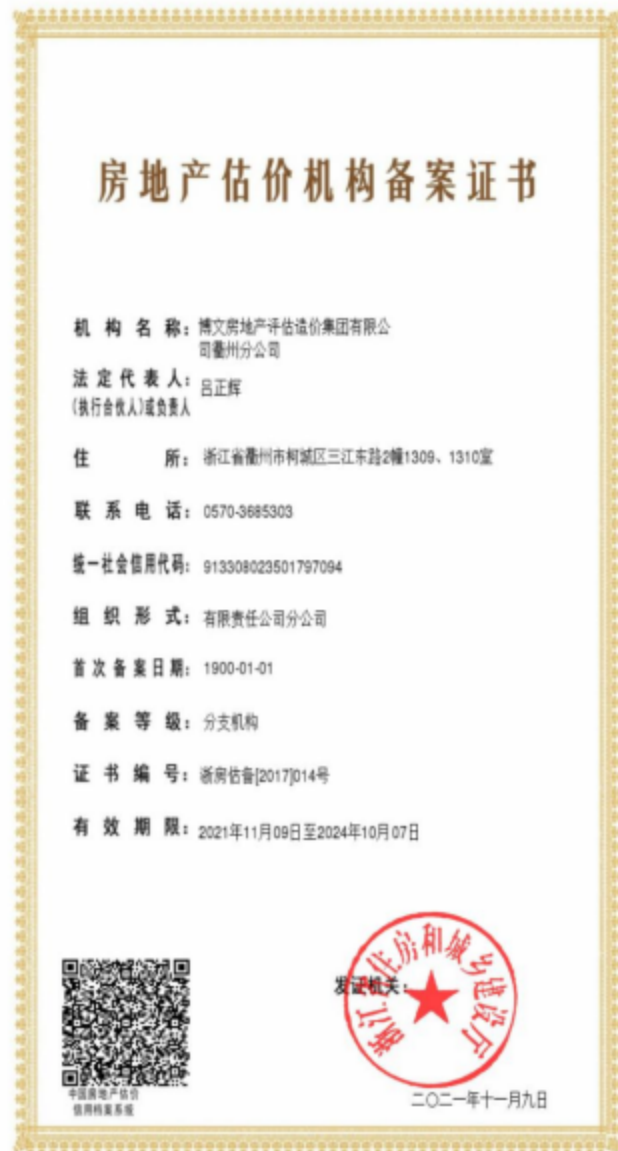 房地产估价机构备案证书
机构名称：博文房地产评估造价集团有限公
司衢州分公司
法定代表人：吕正辉
(执行合伙人)或负责人
住所：浙江省衢州市柯城区三江东路2幢1309、1310室
联系电话：0570-3685303
统一社会信用代码：913308023501797094
组织形式：有限责任公司分公司
首次备案日期：1900-01-01
备案等级：分支机构
证书编号：浙房估备[2017]014号
有效期限：2021年11月09日至2024年10月07日
发证机关：
浙江省住房和城乡建设厅
二〇二一年十一月九日
中国房地产估价
信用档案系统